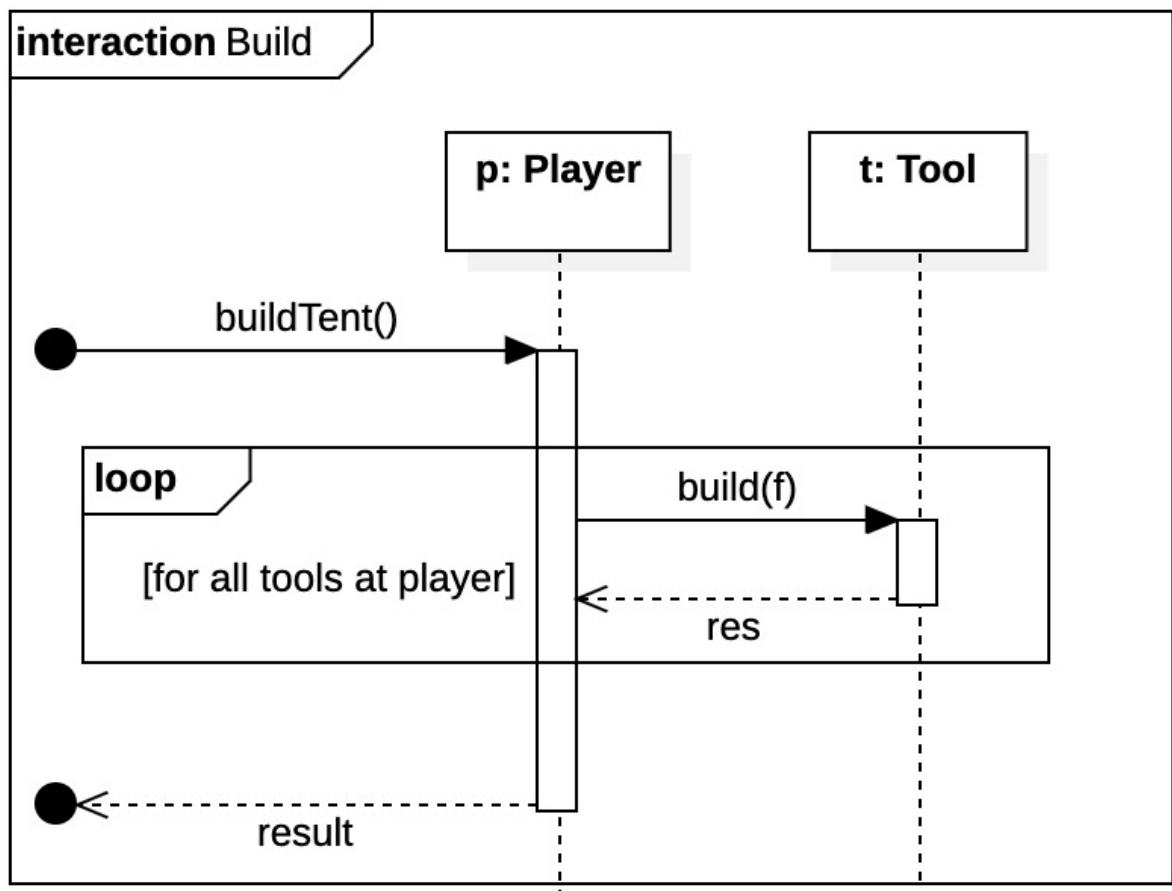 interaction Build
p: Player
t: Tool
buildTent()
loop
build(f)
[for all tools at player]
res
result